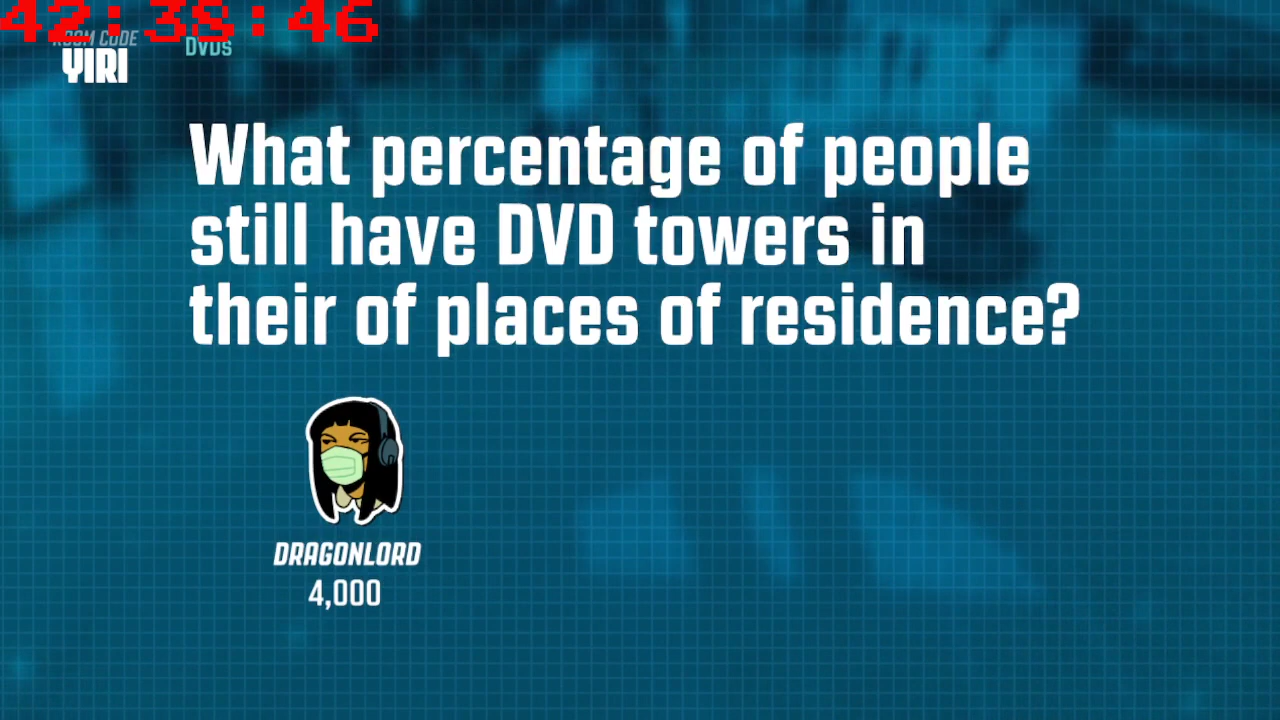 42:38:46
ROOM CODE
YIRI
DVDs
What percentage of people
still have DVD towers in
their of places of residence?
DRAGONLORD
4,000